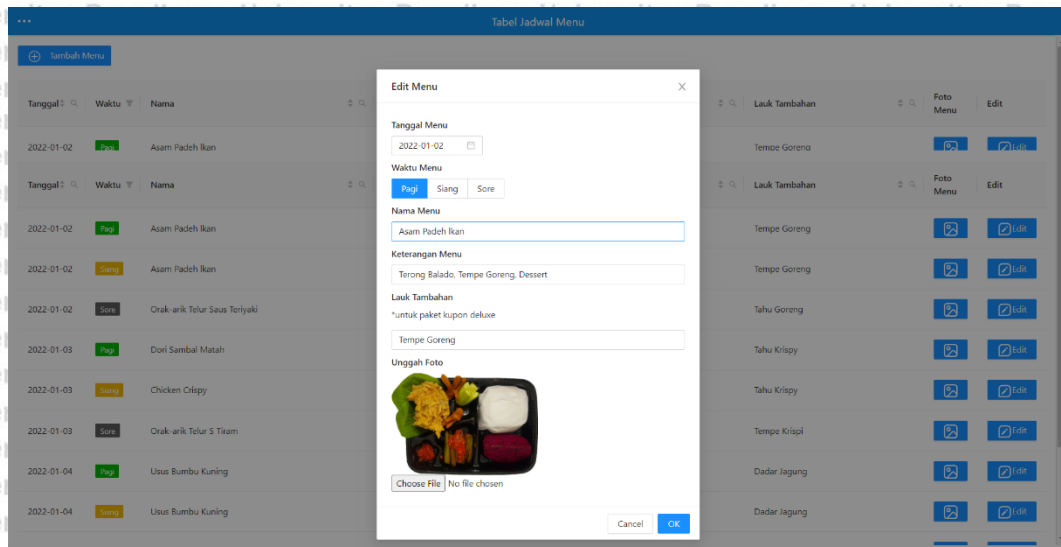 Tabel Jadwal Menu
Tambah Menu
Tanggal Waktu Nama Lauk Tambahan Foto Menu Edit
2022-01-02 Pagi Asam Padeh Ikan Tempe Goreng Edit
Tanggal Waktu Nama Lauk Tambahan Foto Menu Edit
2022-01-02 Pagi Asam Padeh Ikan Tempe Goreng Edit
2022-01-02 Siang Asam Padeh Ikan Tempe Goreng Edit
2022-01-02 Sore Orak-arik Telur Saus Teriyaki Tahu Goreng Edit
2022-01-03 Pagi Dori Sambal Matah Tahu Krispy Edit
2022-01-03 Siang Chicken Crispy Tahu Krispy Edit
2022-01-03 Sore Orak-arik Telur S Tiram Tempe Krispi Edit
2022-01-04 Pagi Usus Bumbu Kuning Dadar Jagung Edit
2022-01-04 Siang Usus Bumbu Kuning Dadar Jagung Edit
Edit Menu
Tanggal Menu
2022-01-02
Waktu Menu
Pagi Siang Sore
Nama Menu
Asam Padeh Ikan
Keterangan Menu
Terong Balado, Tempe Goreng, Dessert
Lauk Tambahan
*untuk paket kupon deluxe
Tempe Goreng
Unggah Foto
Choose File No file chosen
Cancel OK